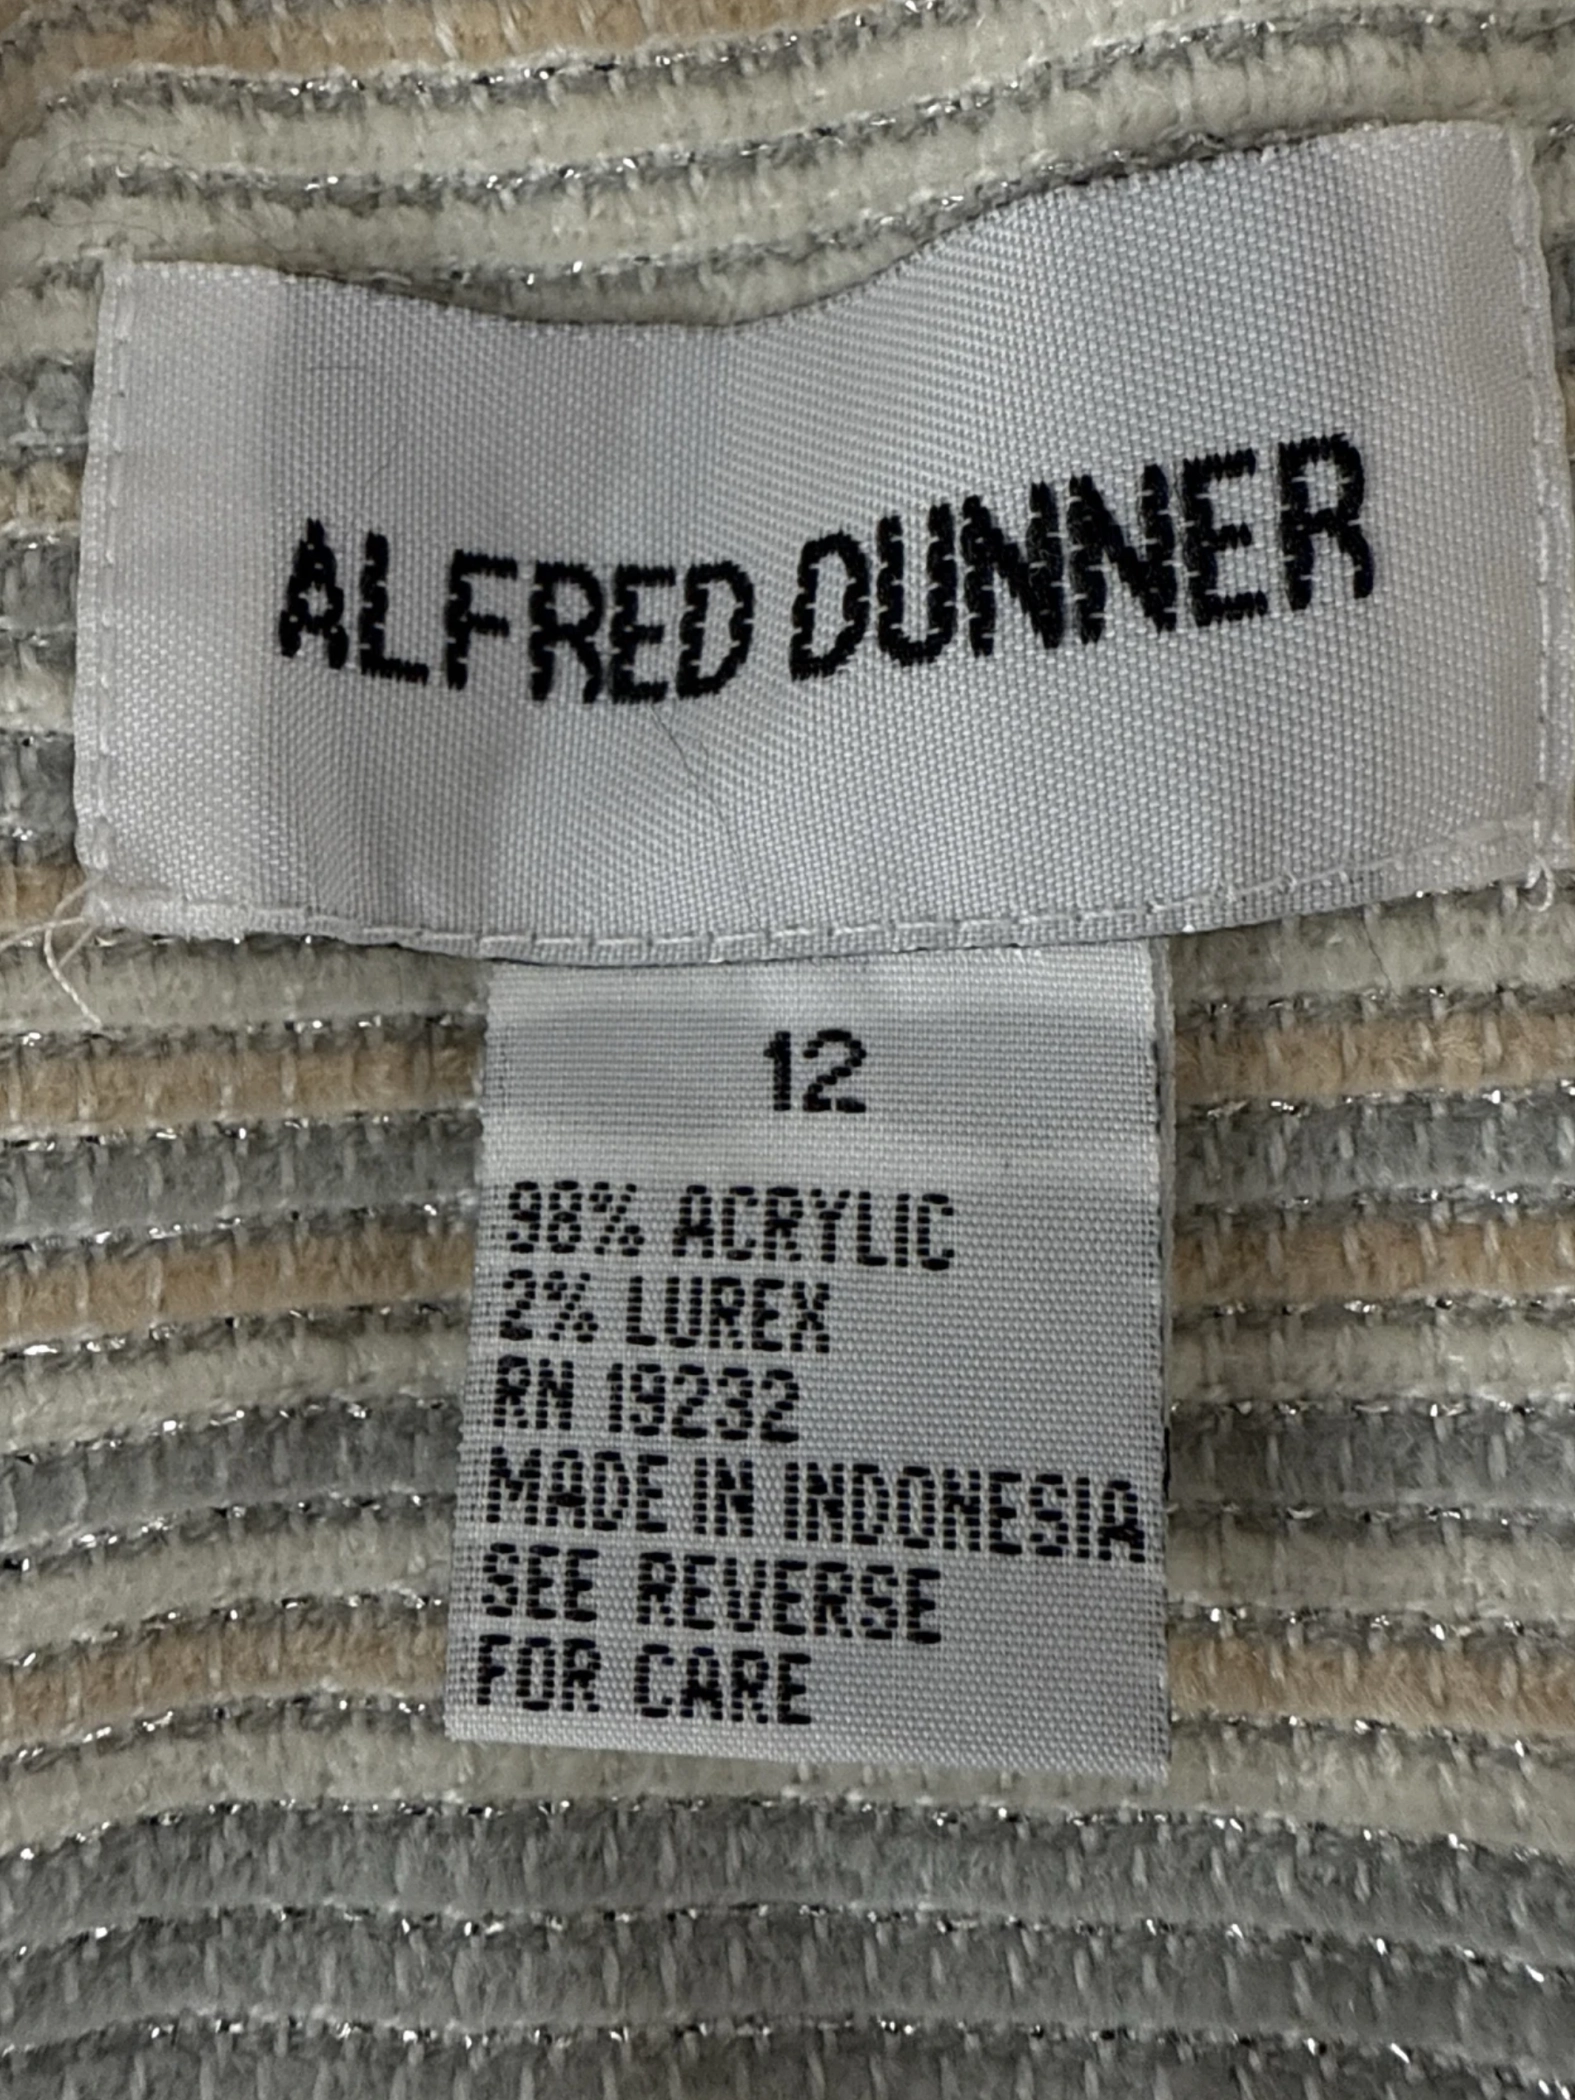 ALFRED DUNNER
12
98% ACRYLIC
2% LUREX
RN 19232
MADE IN INDONESIA
SEE REVERSE
FOR CARE